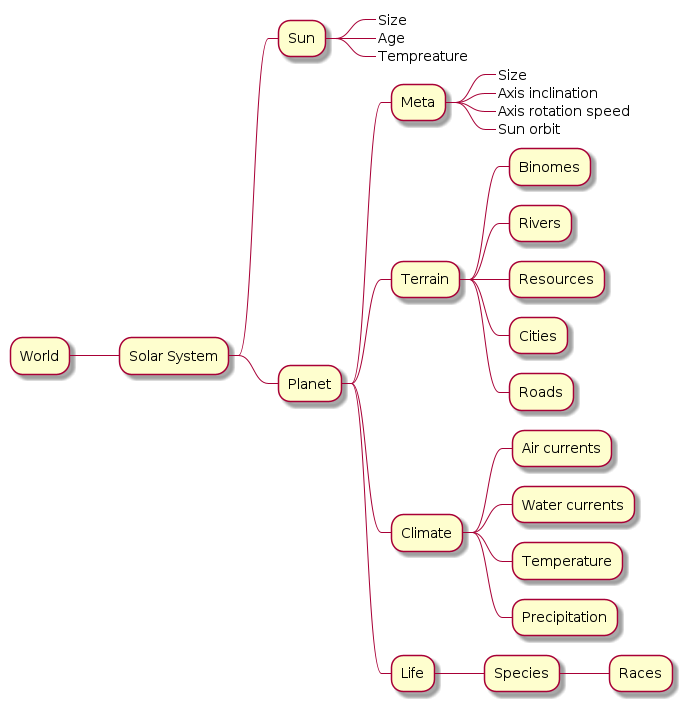 World
Solar System
Sun
Size
Age
Tempreature
Planet
Meta
Size
Axis inclination
Axis rotation speed
Sun orbit
Terrain
Binomes
Rivers
Resources
Cities
Roads
Climate
Air currents
Water currents
Temperature
Precipitation
Life
Species
Races